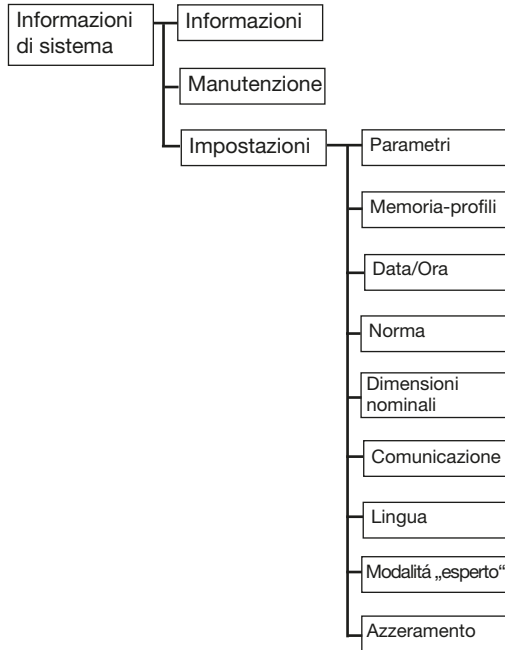 Informazioni
di sistema
Informazioni
Manutenzione
Impostazioni
Parametri
Memoria-profili
Data/Ora
Norma
Dimensioni
nominali
Comunicazione
Lingua
Modalitá „esperto“
Azzeramento